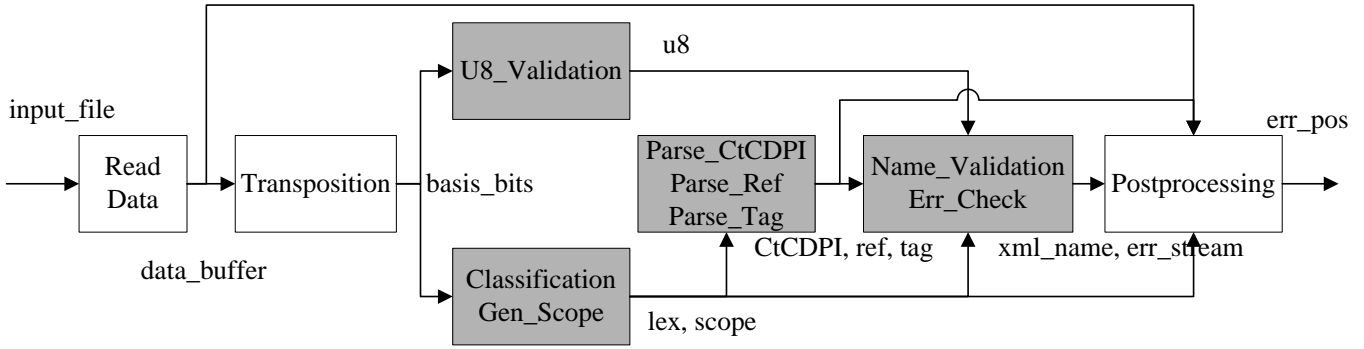 u8
U8_Validation
input_file
err_pos
Read
Data
Transposition
basis_bits
Parse_CtCDPI
Parse_Ref
Parse_Tag
Name_Validation
Err_Check
Postprocessing
CtCDPI, ref, tag
xml_name, err_stream
data_buffer
Classification
Gen_Scope
lex, scope